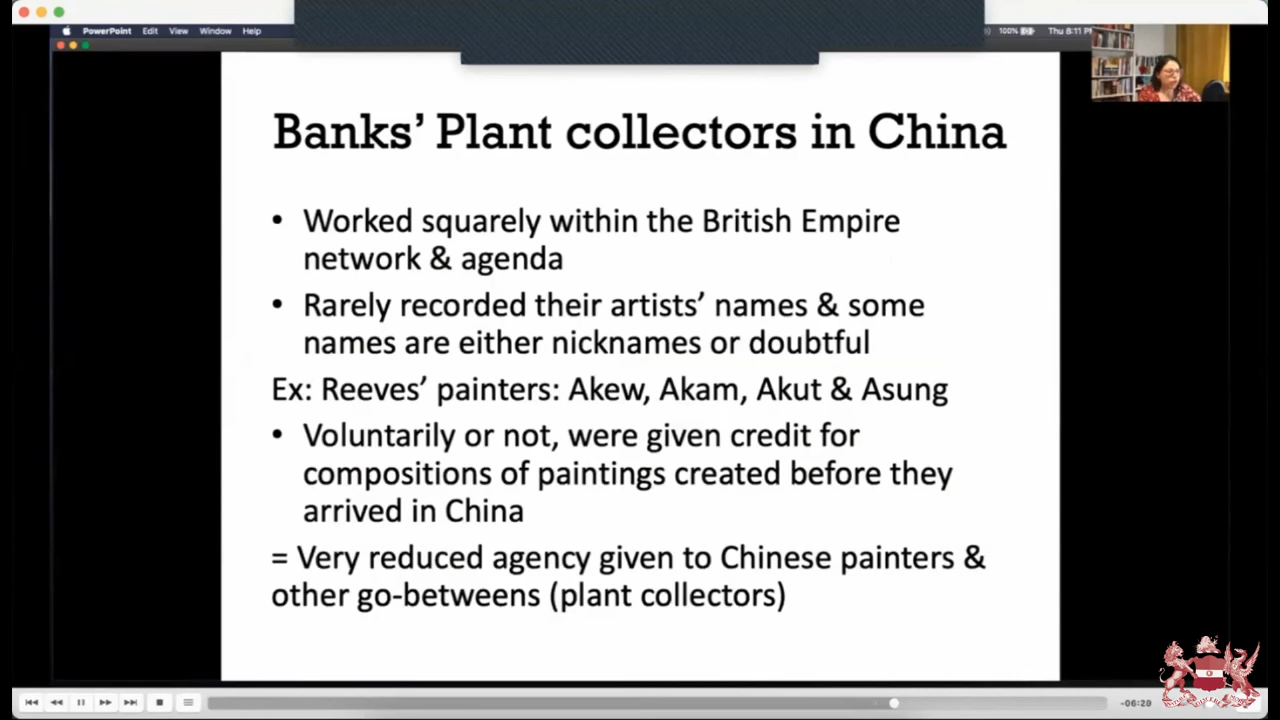 PowerPoint Edit View Window Help
100% Thu 8:11 PM
Banks’ Plant collectors in China
• Worked squarely within the British Empire
network & agenda
• Rarely recorded their artists’ names & some
names are either nicknames or doubtful
Ex: Reeves’ painters: Akew, Akam, Akut & Asung
• Voluntarily or not, were given credit for
compositions of paintings created before they
arrived in China
= Very reduced agency given to Chinese painters &
other go-betweens (plant collectors)
-06:20